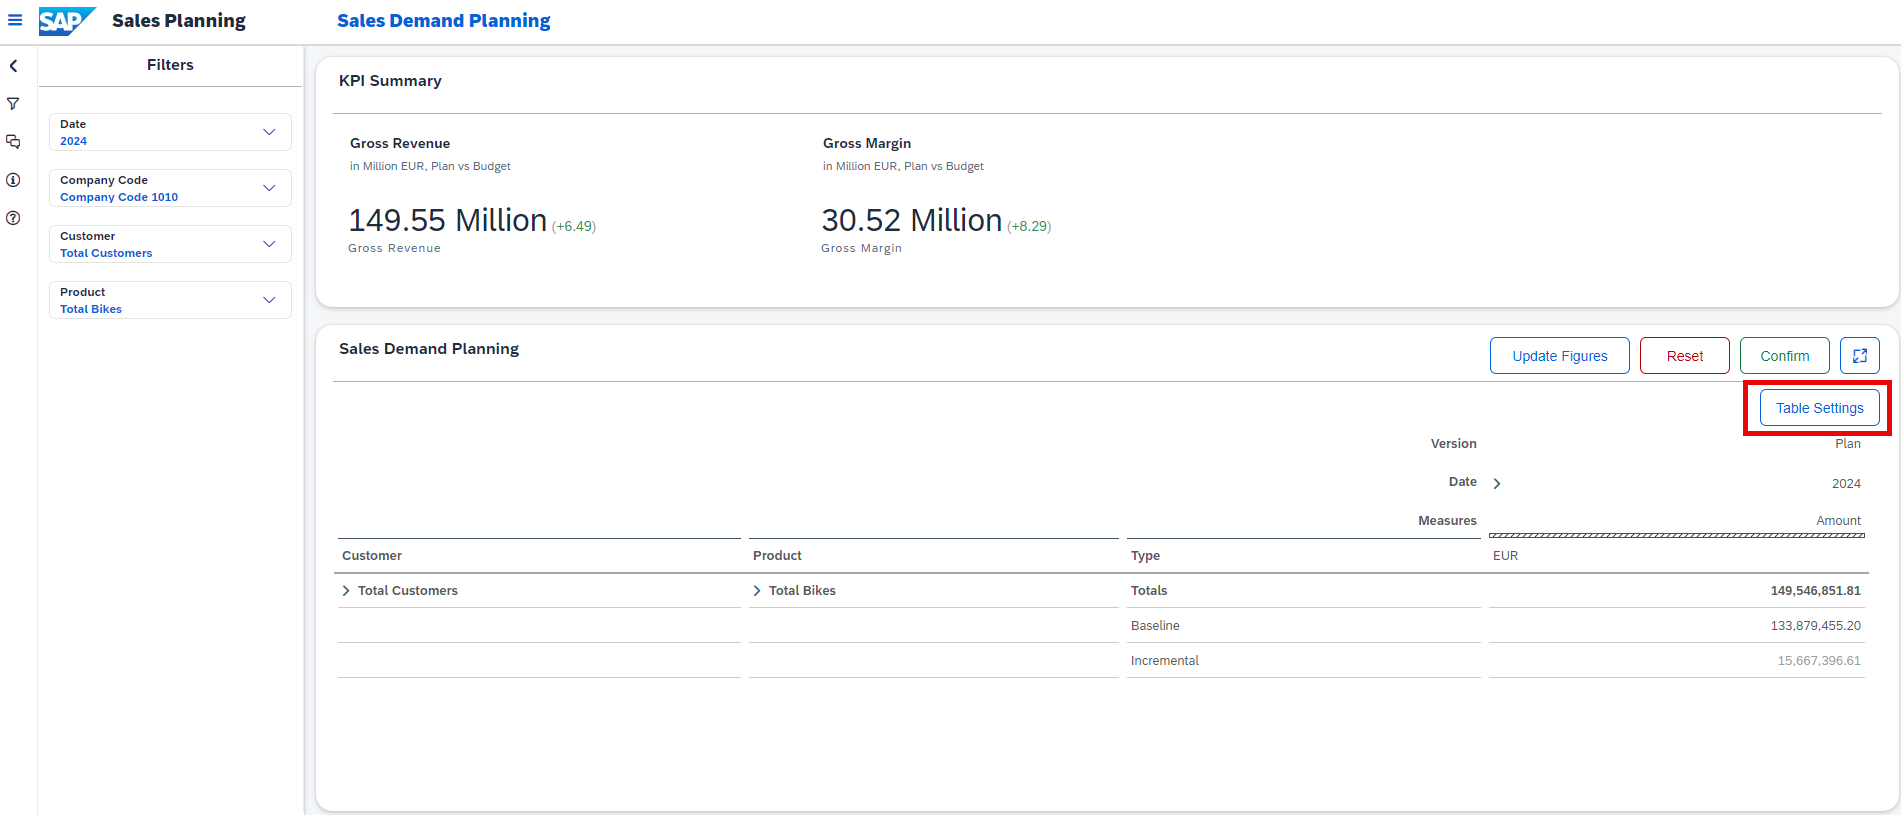 SAP Sales Planning Sales Demand Planning
Filters
Date
2024
Company Code
Company Code 1010
Customer
Total Customers
Product
Total Bikes
KPI Summary
Gross Revenue
in Million EUR, Plan vs Budget
149.55 Million (+6.49)
Gross Revenue
Gross Margin
in Million EUR, Plan vs Budget
30.52 Million (+8.29)
Gross Margin
Sales Demand Planning
Update Figures Reset Confirm
Table Settings
Version Plan
Date 2024
Measures Amount
Customer Product Type EUR
Total Customers Total Bikes Totals 149,546,851.81
Baseline 133,879,455.20
Incremental 15,667,396.61